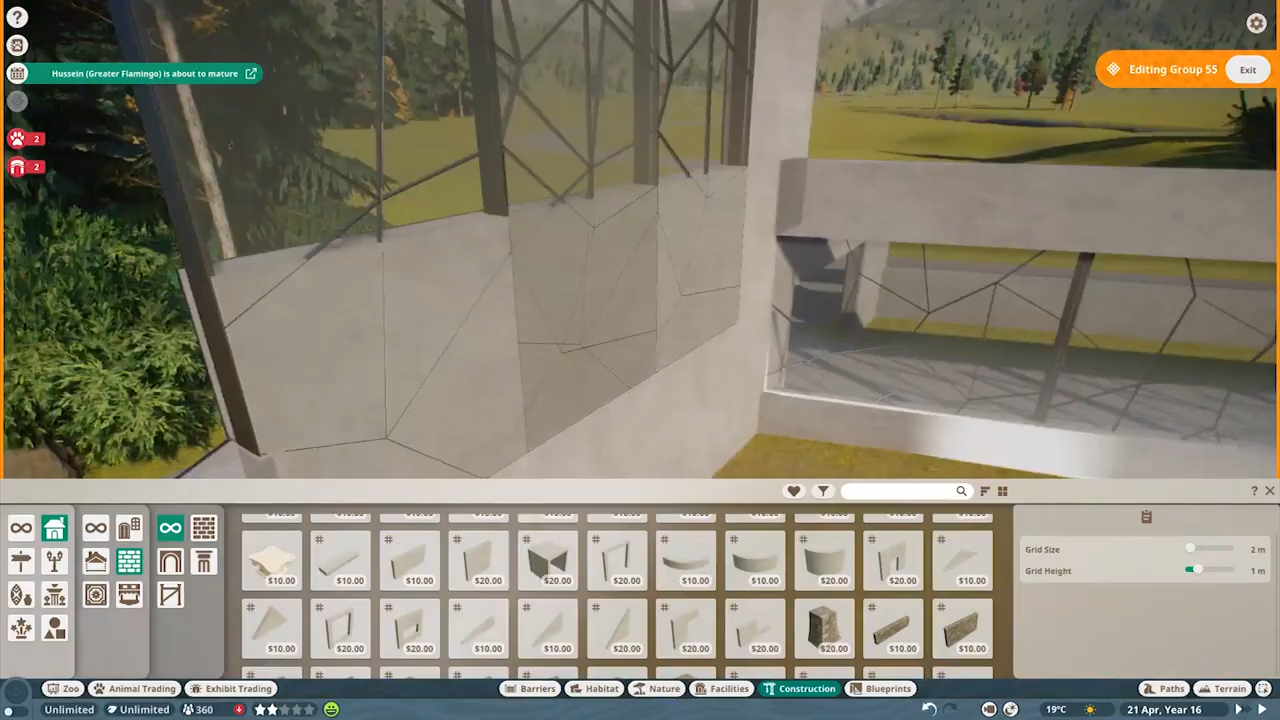 ?
Hussein (Greater Flamingo) is about to mature
2
2
Editing Group 55
Exit
?
$10.00
$10.00
$10.00
$20.00
$20.00
$20.00
$10.00
$10.00
$20.00
$20.00
$10.00
$10.00
$20.00
$20.00
$10.00
$10.00
$20.00
$20.00
$20.00
$20.00
$10.00
$10.00
Grid Size
2 m
Grid Height
1 m
Zoo
Animal Trading
Exhibit Trading
Barriers
Habitat
Nature
Facilities
Construction
Blueprints
Paths
Terrain
Unlimited
Unlimited
360
19°C
21 Apr, Year 16